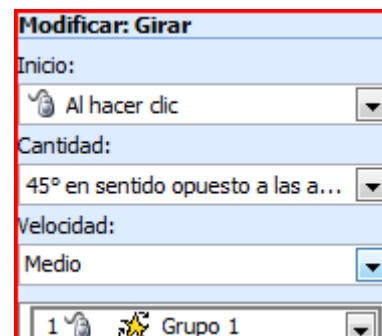 Modificar: Girar
Inicio:
Al hacer clic
Cantidad:
45° en sentido opuesto a las a...
Velocidad:
Medio
1 Grupo 1